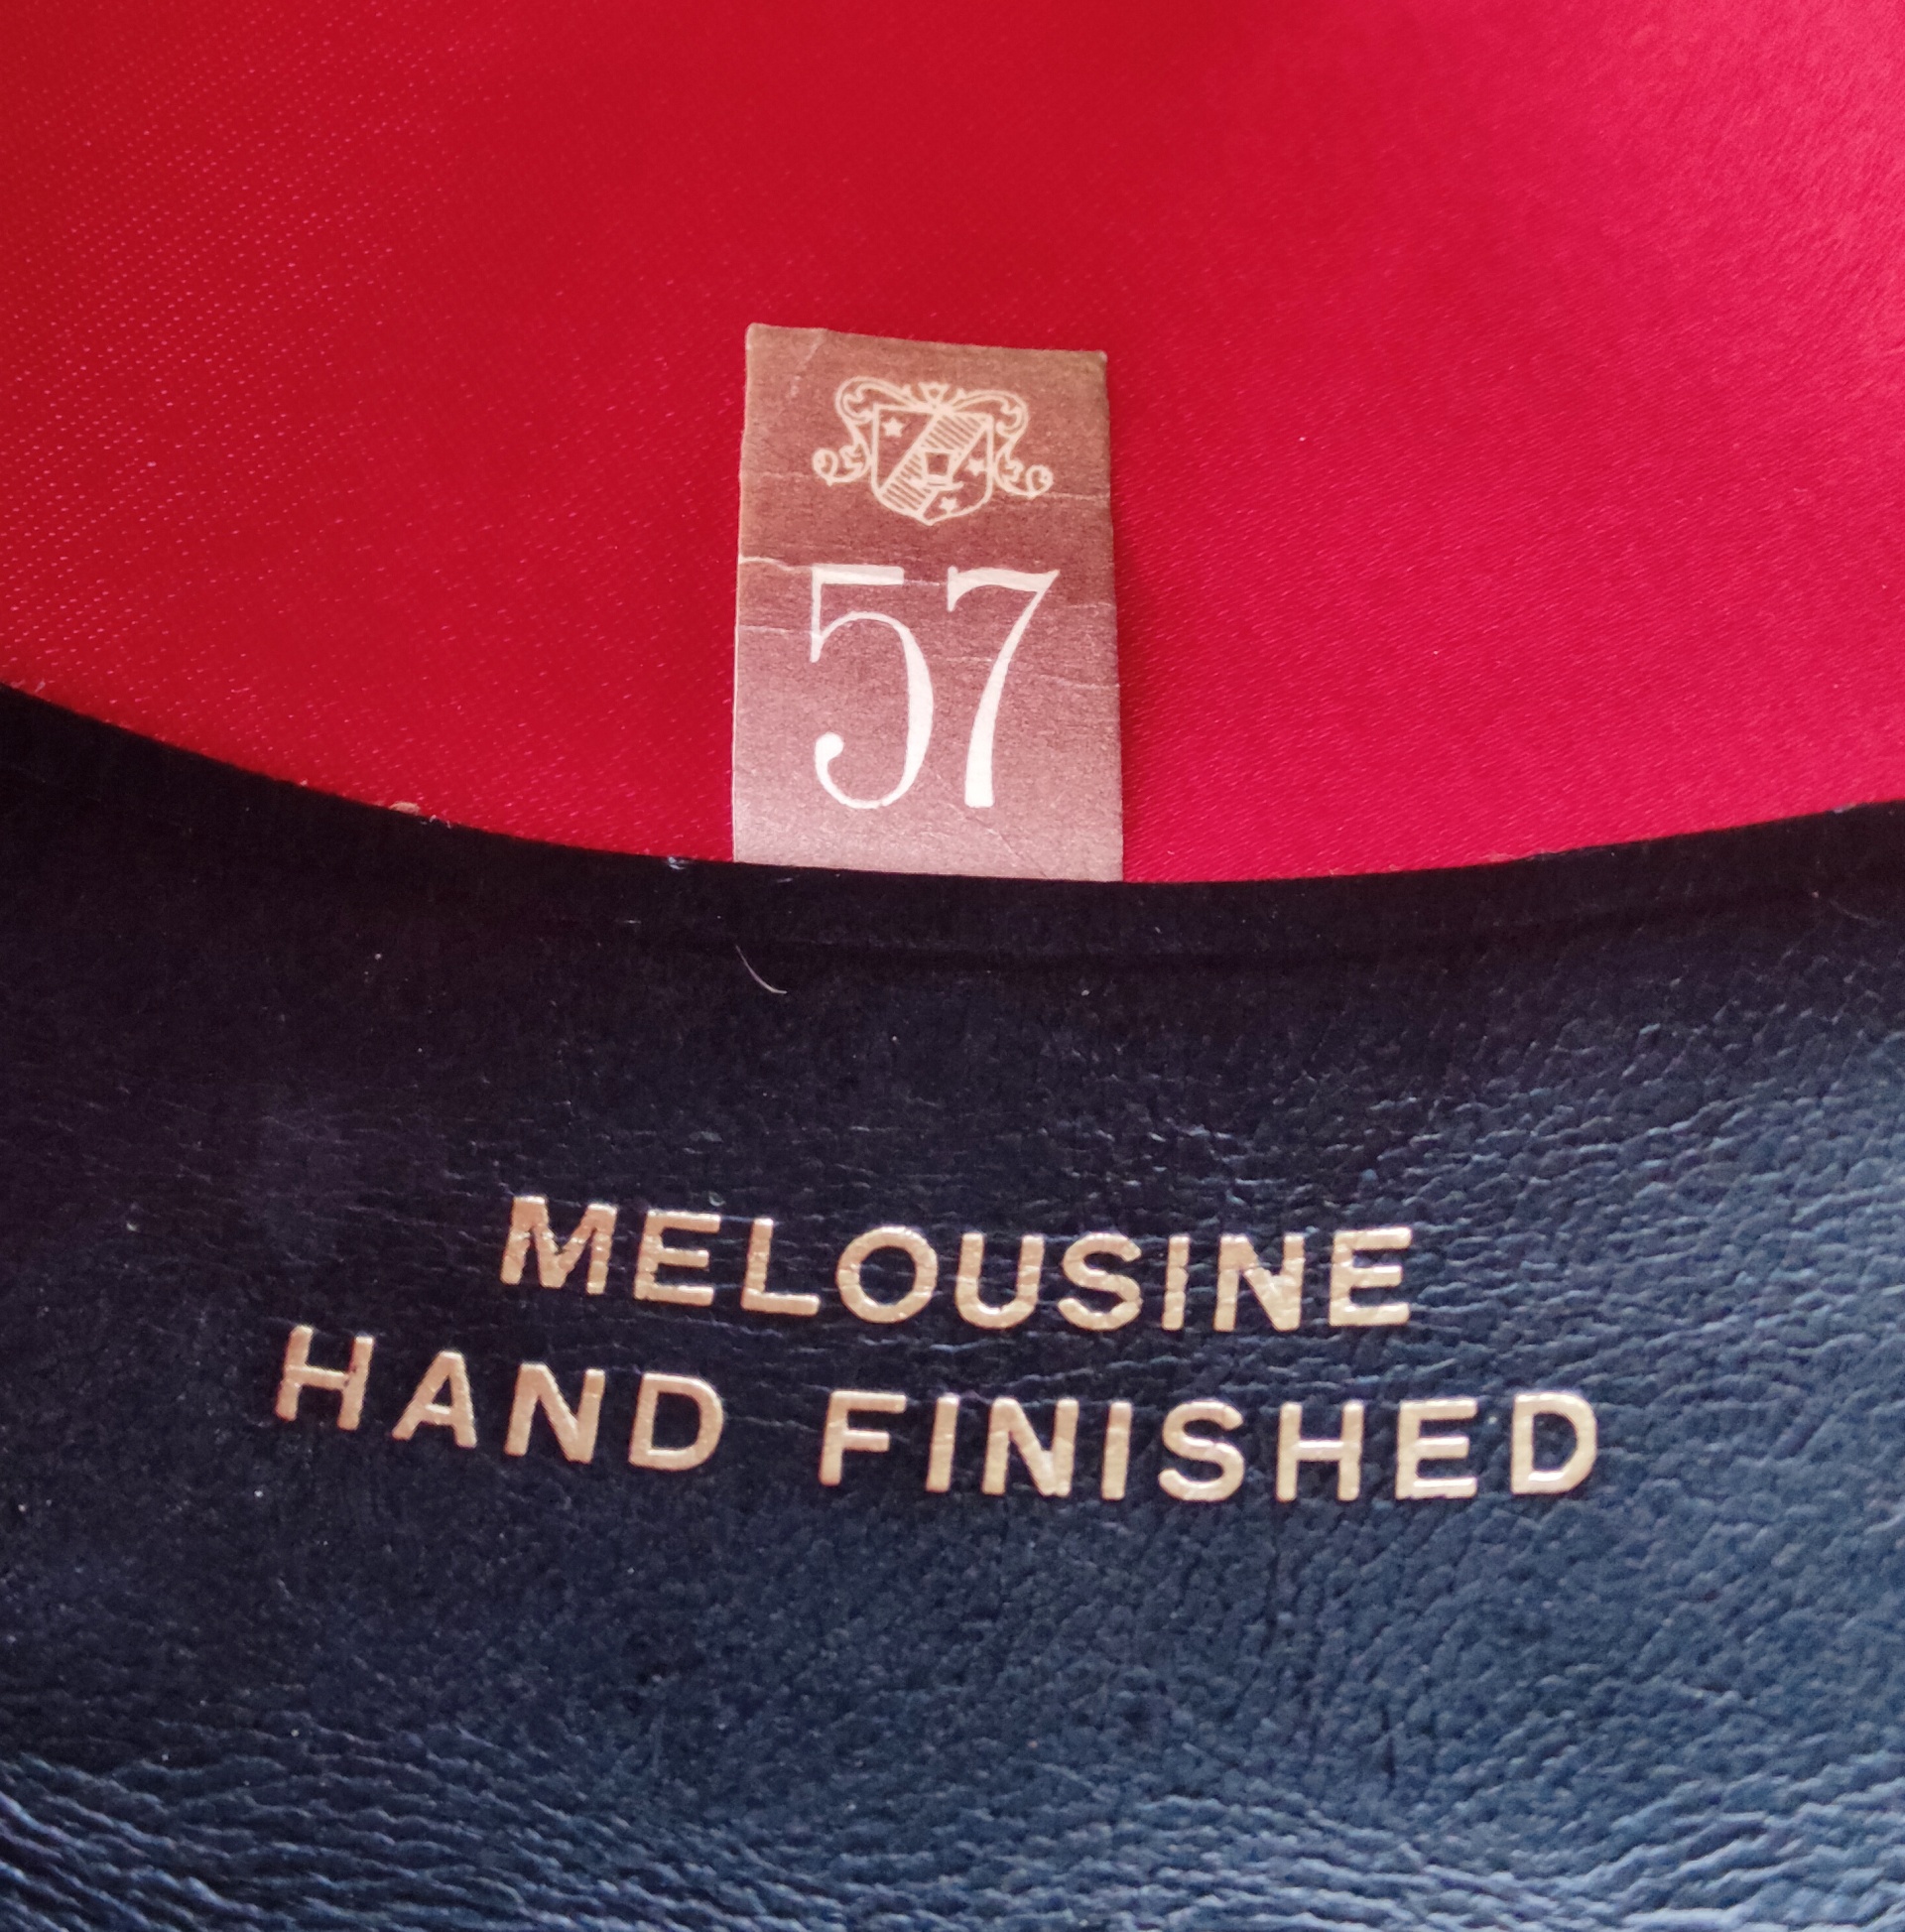 57
MELOUSINE
HAND FINISHED